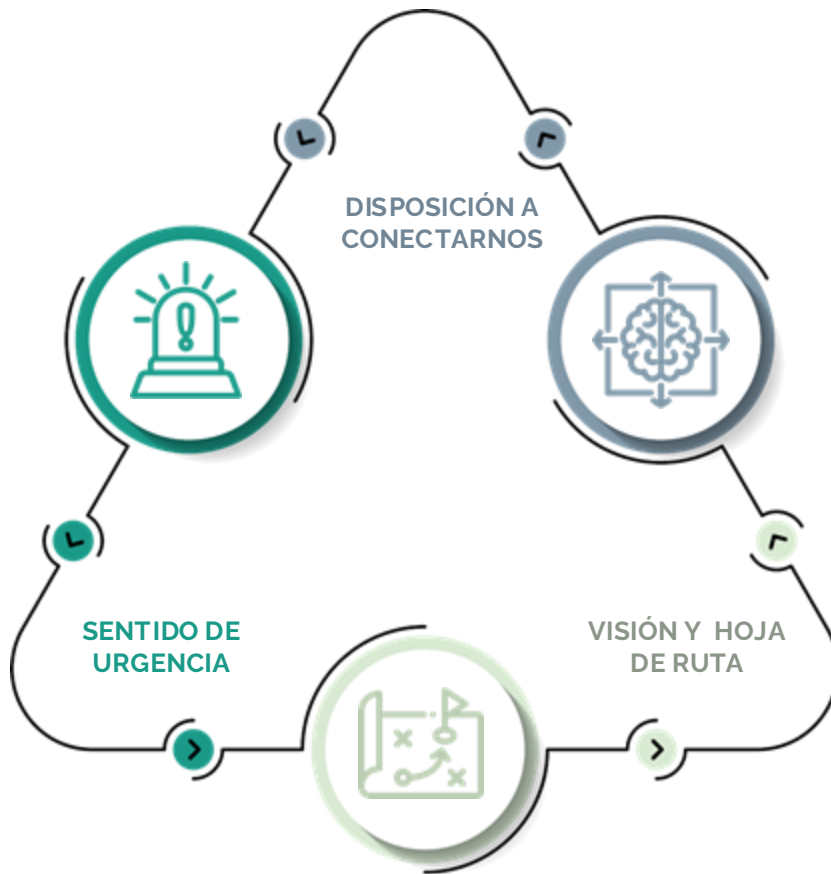 DISPOSICIÓN A
CONECTARNOS
SENTIDO DE
URGENCIA
VISIÓN Y HOJA
DE RUTA